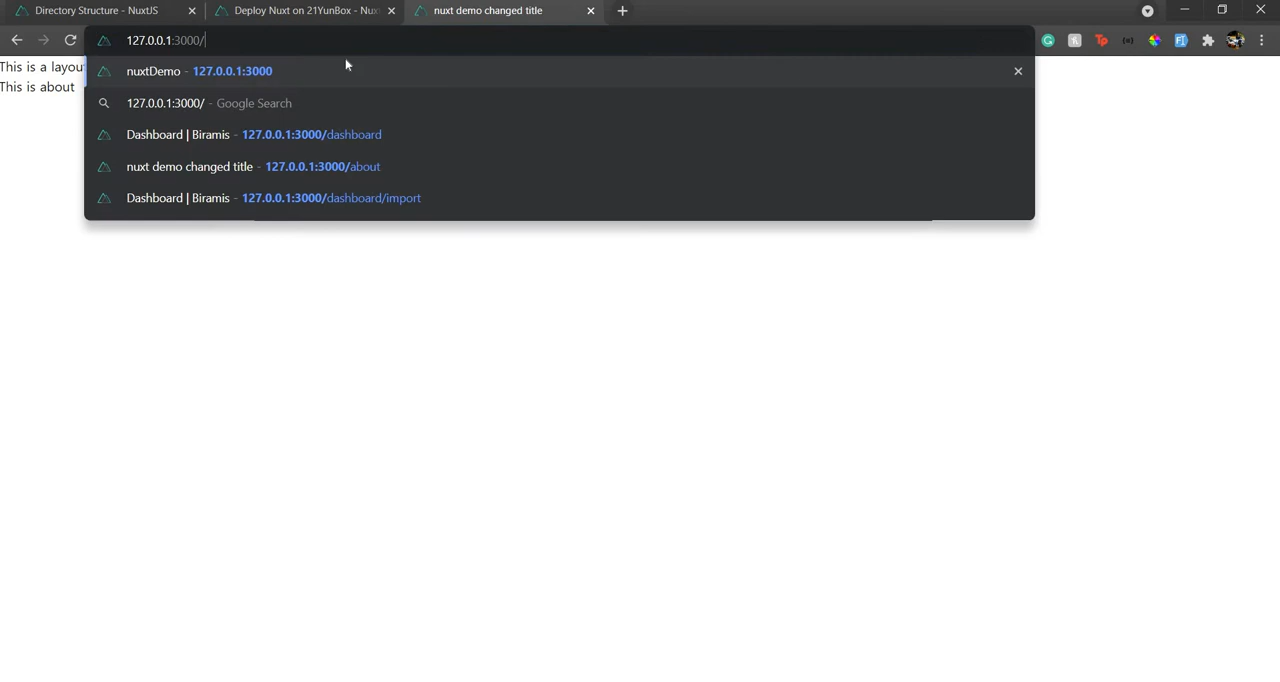 Directory Structure - NuxtJS
Deploy Nuxt on 21YunBox - Nux
nuxt demo changed title
127.0.0.1:3000/
This is a layou
This is about
nuxtDemo - 127.0.0.1:3000
127.0.0.1:3000/ - Google Search
Dashboard | Biramis - 127.0.0.1:3000/dashboard
nuxt demo changed title - 127.0.0.1:3000/about
Dashboard | Biramis - 127.0.0.1:3000/dashboard/import